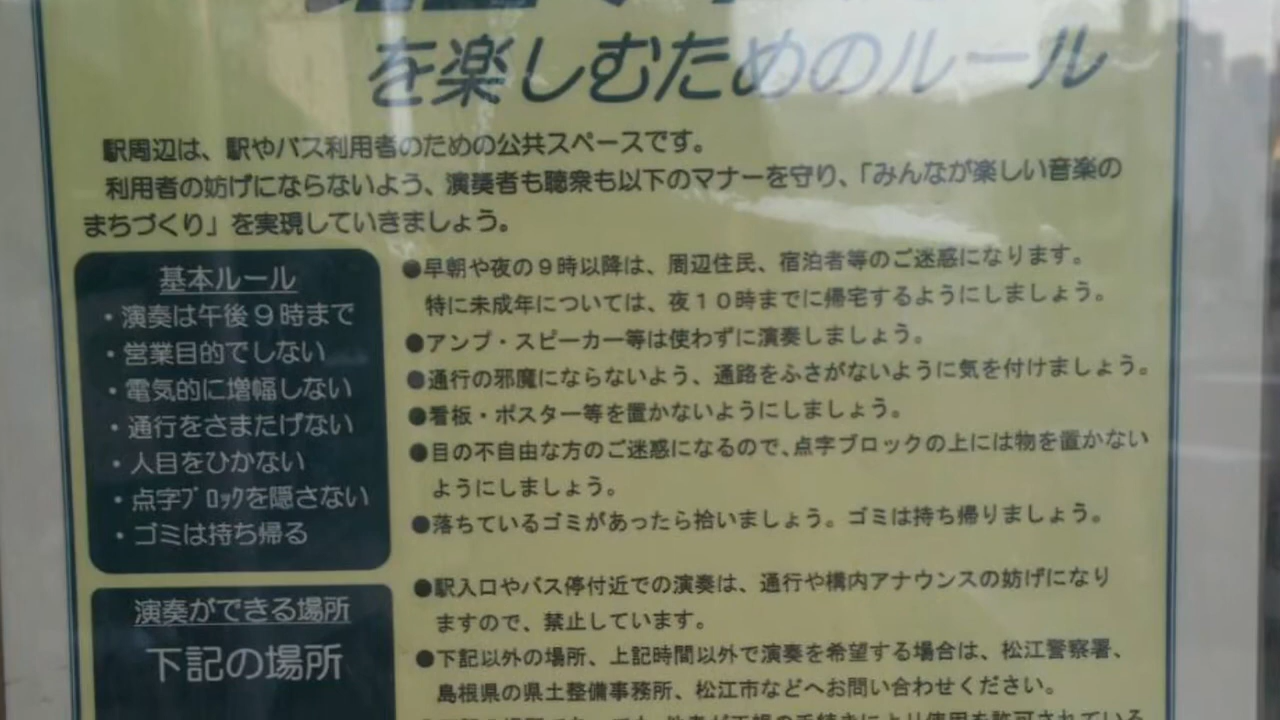 を楽しむためのルール
駅周辺は、駅やバス利用者のための公共スペースです。
利用者の妨げにならないよう、演奏者も聴衆も以下のマナーを守り、「みんなが楽しい音楽の
まちづくり」を実現していきましょう。
基本ルール
・演奏は午後9時まで
・営業目的でしない
・電気的に増幅しない
・通行をさまたげない
・人目をひかない
・点字ﾌﾞﾛｯｸを隠さない
・ゴミは持ち帰る
●早朝や夜の9時以降は、周辺住民、宿泊者等のご迷惑になります。
特に未成年については、夜10時までに帰宅するようにしましょう。
●アンプ・スピーカー等は使わずに演奏しましょう。
●通行の邪魔にならないよう、通路をふさがないように気を付けましょう。
●看板・ポスター等を置かないようにしましょう。
●目の不自由な方のご迷惑になるので、点字ブロックの上には物を置かない
ようにしましょう。
●落ちているゴミがあったら拾いましょう。ゴミは持ち帰りましょう。
演奏ができる場所
下記の場所
●駅入口やバス停付近での演奏は、通行や構内アナウンスの妨げになり
ますので、禁止しています。
●下記以外の場所、上記時間以外で演奏を希望する場合は、松江警察署、
島根県の県土整備事務所、松江市などへお問い合わせください。